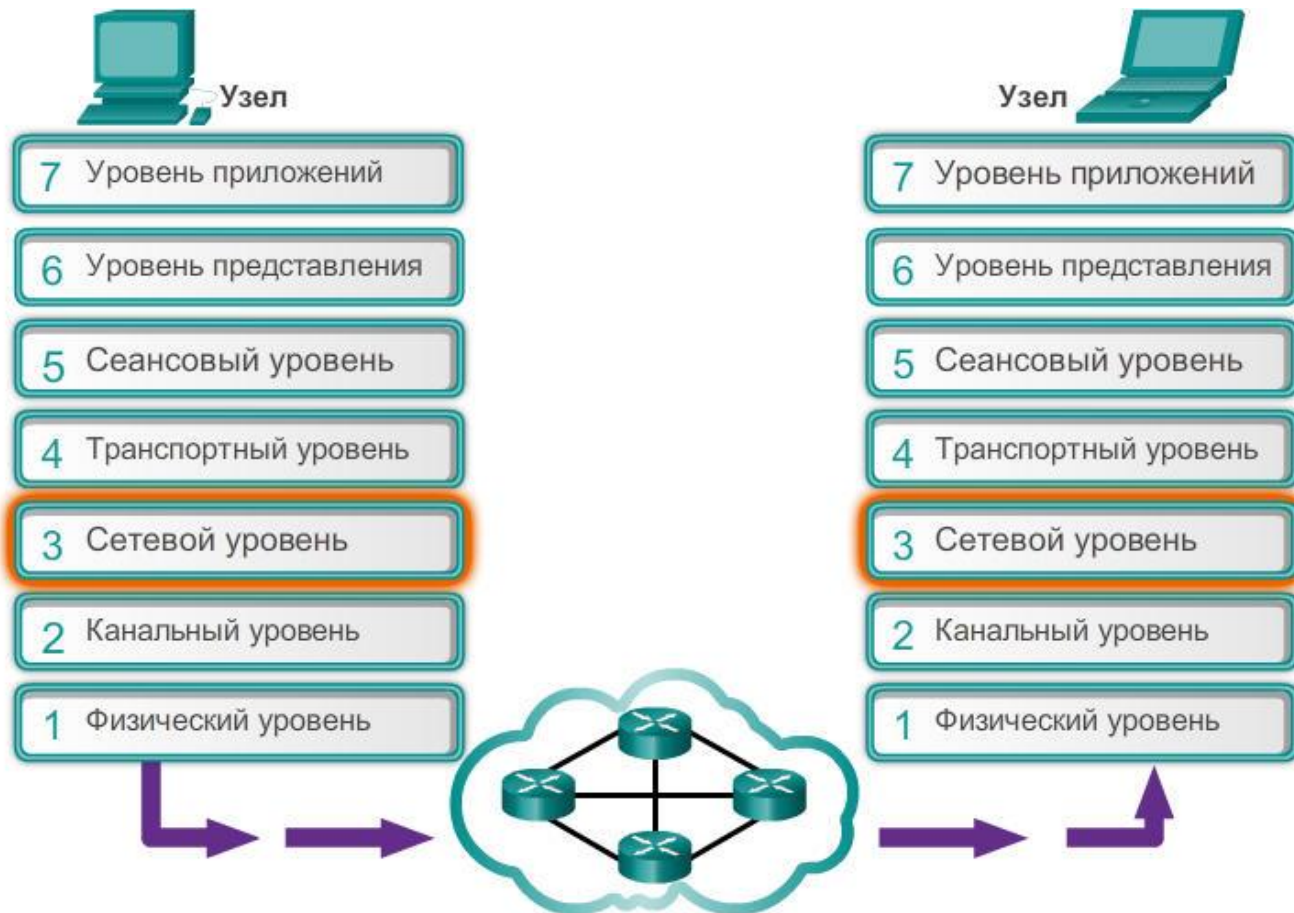 Узел
7 Уровень приложений
6 Уровень представления
5 Сеансовый уровень
4 Транспортный уровень
3 Сетевой уровень
2 Канальный уровень
1 Физический уровень
Узел
7 Уровень приложений
6 Уровень представления
5 Сеансовый уровень
4 Транспортный уровень
3 Сетевой уровень
2 Канальный уровень
1 Физический уровень